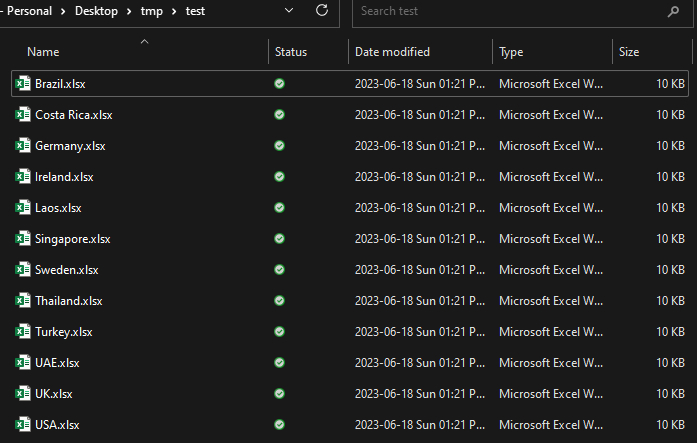 Personal > Desktop > tmp > test
Search test
Name Status Date modified Type Size
Brazil.xlsx 2023-06-18 Sun 01:21 P... Microsoft Excel W... 10 KB
Costa Rica.xlsx 2023-06-18 Sun 01:21 P... Microsoft Excel W... 10 KB
Germany.xlsx 2023-06-18 Sun 01:21 P... Microsoft Excel W... 10 KB
Ireland.xlsx 2023-06-18 Sun 01:21 P... Microsoft Excel W... 10 KB
Laos.xlsx 2023-06-18 Sun 01:21 P... Microsoft Excel W... 10 KB
Singapore.xlsx 2023-06-18 Sun 01:21 P... Microsoft Excel W... 10 KB
Sweden.xlsx 2023-06-18 Sun 01:21 P... Microsoft Excel W... 10 KB
Thailand.xlsx 2023-06-18 Sun 01:21 P... Microsoft Excel W... 10 KB
Turkey.xlsx 2023-06-18 Sun 01:21 P... Microsoft Excel W... 10 KB
UAE.xlsx 2023-06-18 Sun 01:21 P... Microsoft Excel W... 10 KB
UK.xlsx 2023-06-18 Sun 01:21 P... Microsoft Excel W... 10 KB
USA.xlsx 2023-06-18 Sun 01:21 P... Microsoft Excel W... 10 KB